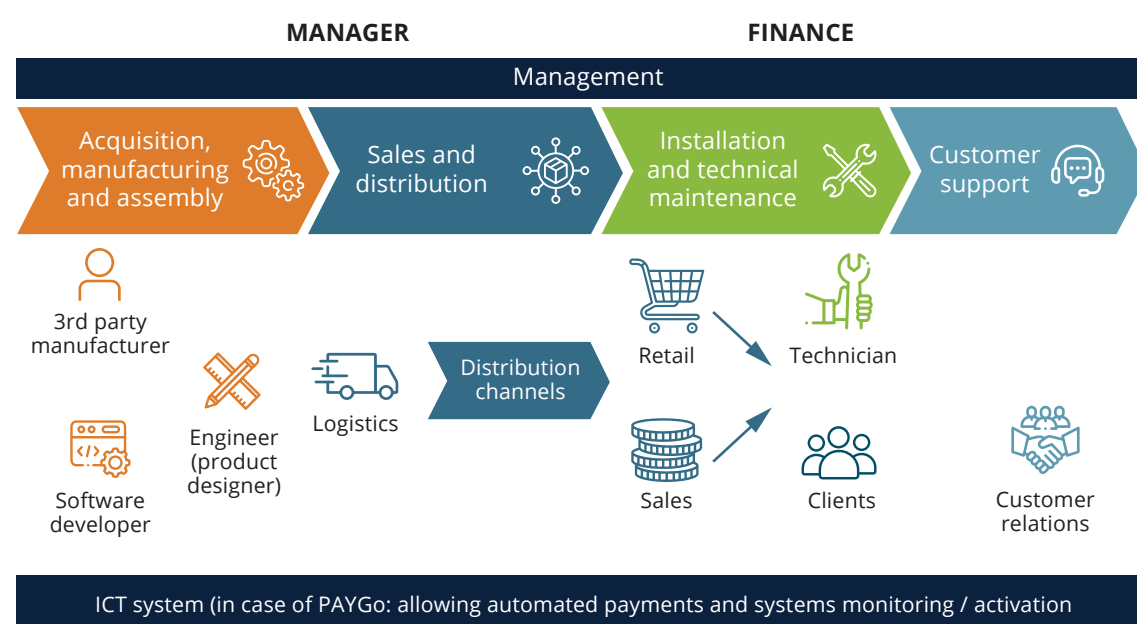 MANAGER
FINANCE
Management
Acquisition,
manufacturing
and assembly
Sales and
distribution
Installation
and technical
maintenance
Customer
support
3rd party
manufacturer
Software
developer
Engineer
(product
designer)
Logistics
Distribution
channels
Retail
Sales
Technician
Clients
Customer
relations
ICT system (in case of PAYGo: allowing automated payments and systems monitoring / activation